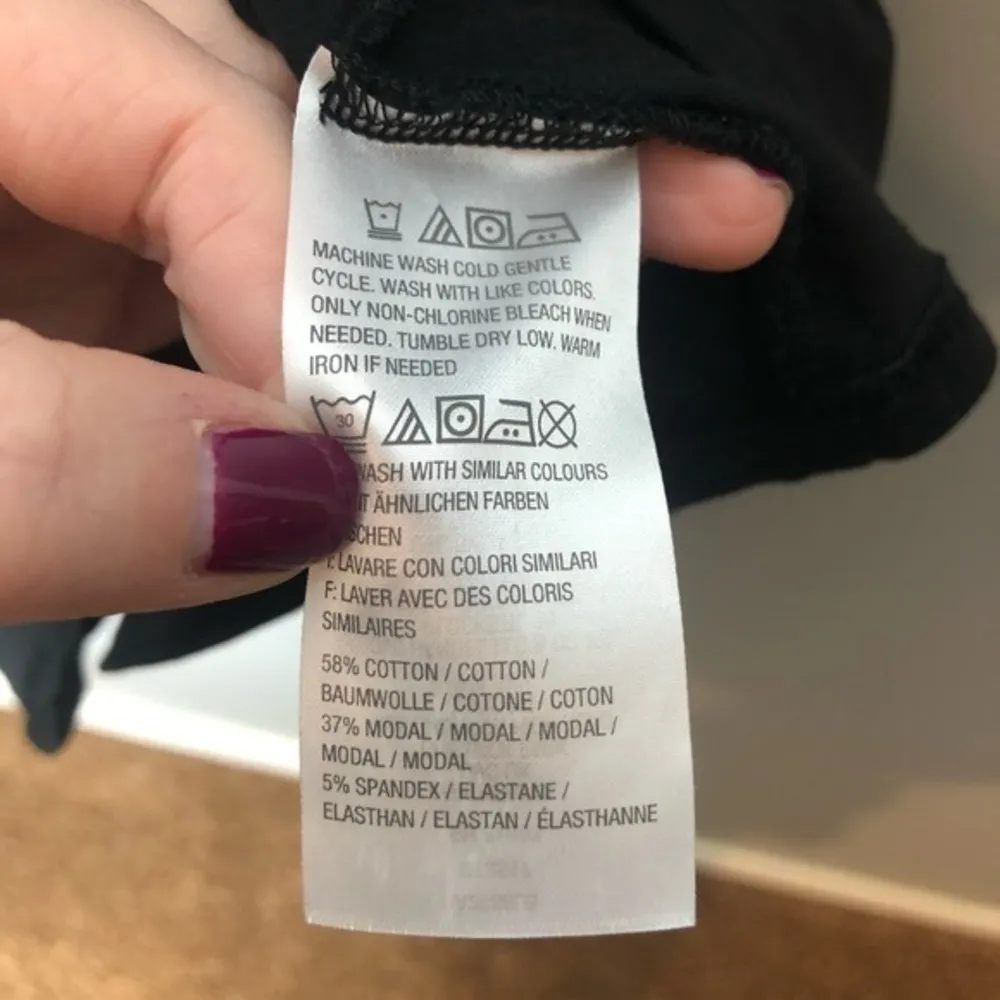 MACHINE WASH COLD GENTLE
CYCLE. WASH WITH LIKE COLORS.
ONLY NON-CHLORINE BLEACH WHEN
NEEDED. TUMBLE DRY LOW. WARM
IRON IF NEEDED
30
WITH SIMILAR COLOURS
ÄHNLICHEN FARBEN
I: LAVARE CON COLORI SIMILARI
F: LAVER AVEC DES COLORIS
SIMILAIRES
58% COTTON / COTTON /
BAUMWOLLE / COTONE / COTON
37% MODAL / MODAL / MODAL /
MODAL / MODAL
5% SPANDEX / ELASTANE /
ELASTHAN / ELASTAN / ÉLASTHANNE